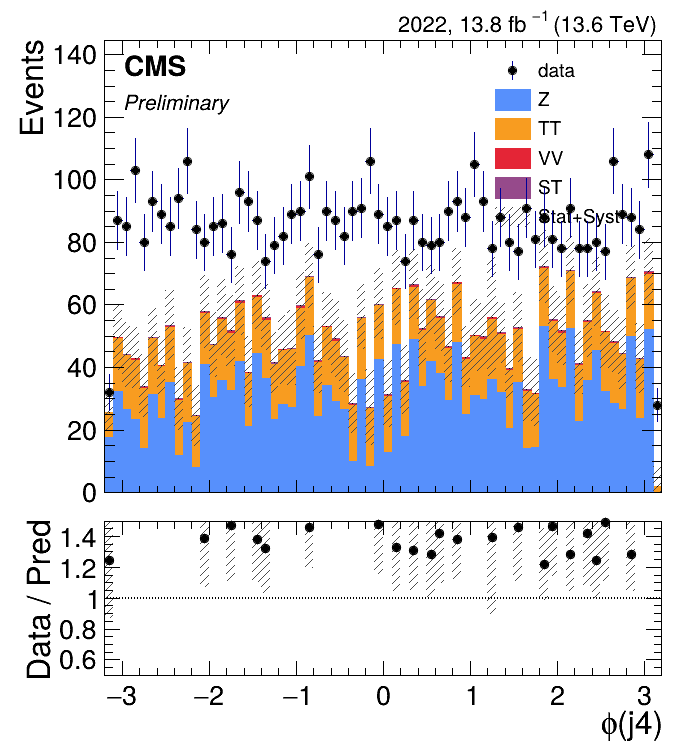 2022, 13.8 fb⁻¹ (13.6 TeV)
Events
140
120
100
80
60
40
20
0
CMS
Preliminary
data
Z
TT
VV
ST
Stat+Syst
Data / Pred
1.4
1.2
1
0.8
0.6
−3
−2
−1
0
1
2
3
ϕ(j4)